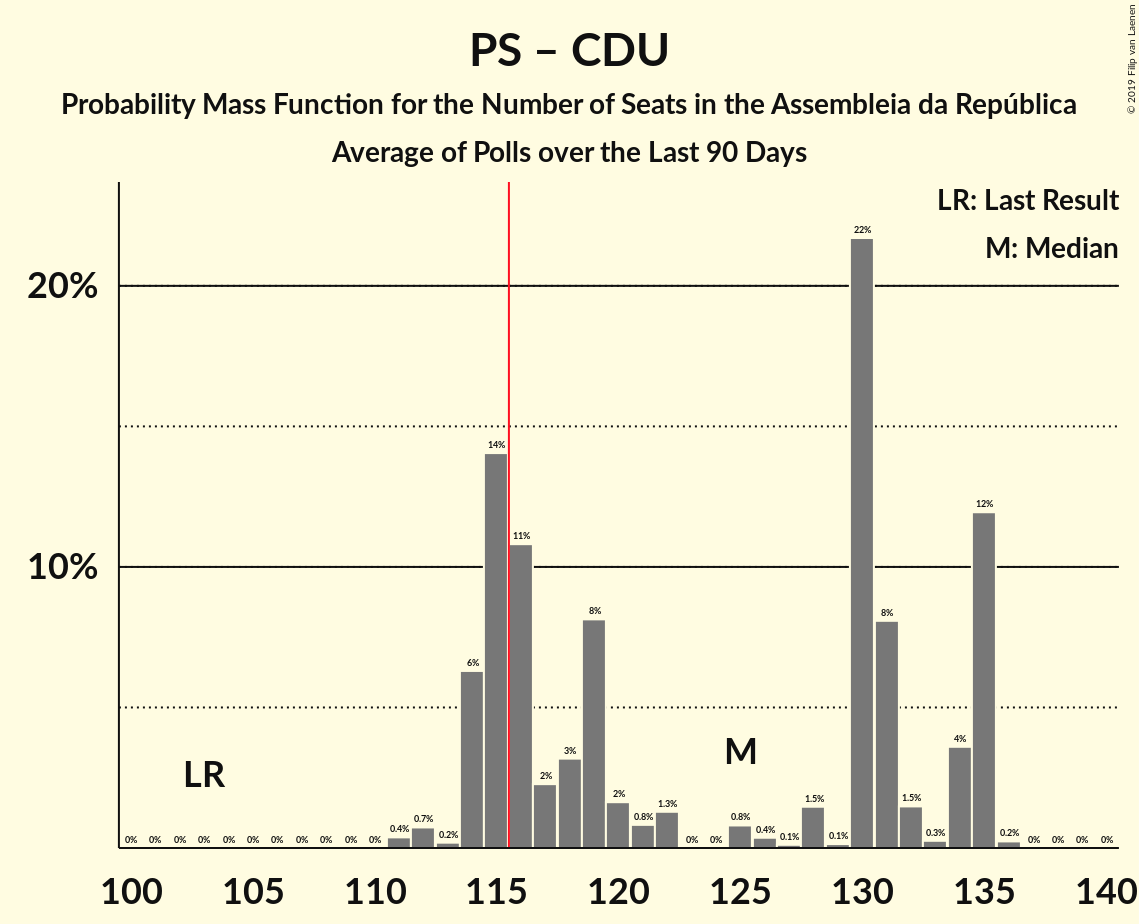 PS – CDU
Probability Mass Function for the Number of Seats in the Assembleia da República
Average of Polls over the Last 90 Days
© 2019 Filip van Laenen
LR: Last Result
M: Median
20%
10%
0% 0% 0% 0% 0% 0% 0% 0% 0% 0% 0% 0.4% 0.7% 0.2% 6% 14% 11% 2% 3% 8% 2% 0.8% 1.3% 0% 0% 0.8% 0.4% 0.1% 1.5% 0.1% 22% 8% 1.5% 0.3% 4% 12% 0.2% 0% 0% 0% 0%
LR
M
100 105 110 115 120 125 130 135 140